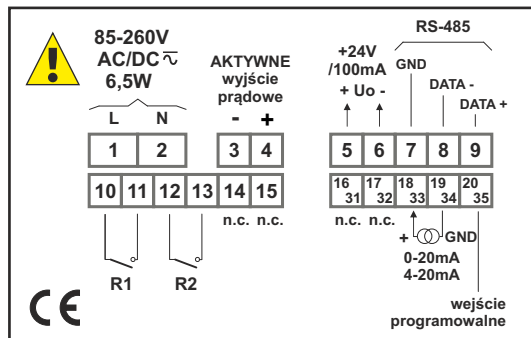 85-260V
AC/DC
6,5W
L N
AKTYWNE
wyjście
prądowe
- +
+24V
/100mA
+ Uo -
RS-485
GND
DATA -
DATA +
1 2 3 4 5 6 7 8 9
10 11 12 13 14 15 16 31 17 32 18 33 19 34 20 35
n.c. n.c. n.c. n.c.
R1 R2
+ GND
0-20mA
4-20mA
wejście
programowalne
CE